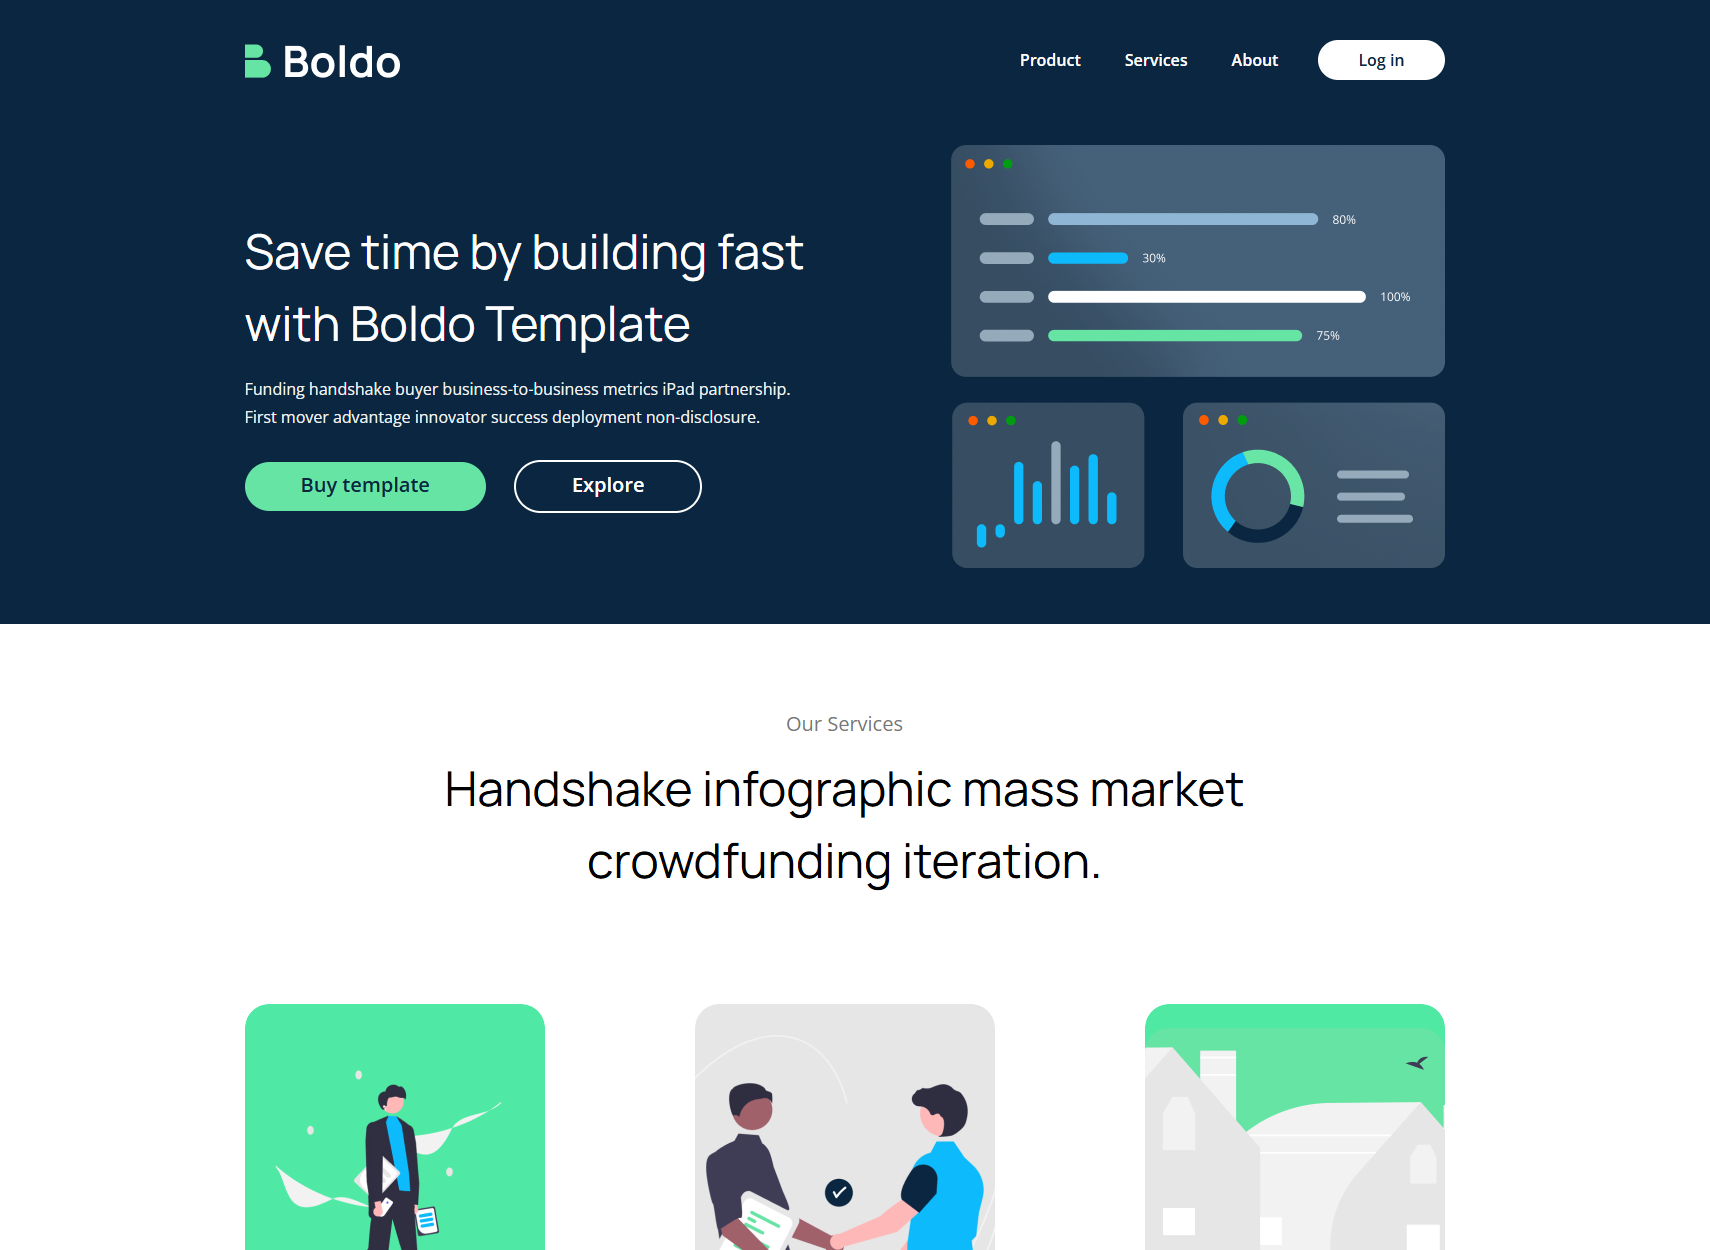 Boldo
Product
Services
About
Log in
80%
30%
100%
75%
Save time by building fast
with Boldo Template
Funding handshake buyer business-to-business metrics iPad partnership.
First mover advantage innovator success deployment non-disclosure.
Buy template
Explore
Our Services
Handshake infographic mass market
crowdfunding iteration.